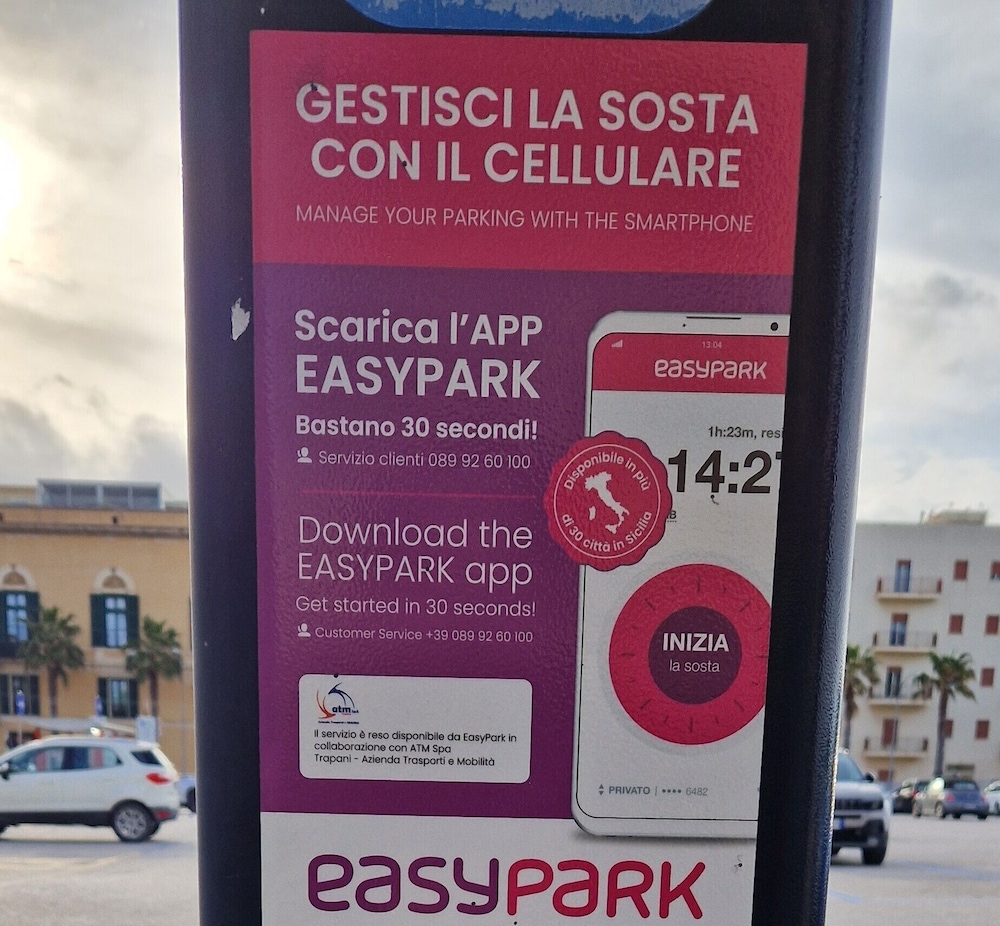 GESTISCI LA SOSTA
CON IL CELLULARE
MANAGE YOUR PARKING WITH THE SMARTPHONE
Scarica l'APP
EASYPARK
Bastano 30 secondi!
Servizio clienti 089 92 60 100
Download the
EASYPARK app
Get started in 30 seconds!
Customer Service +39 089 92 60 100
atm
Il servizio è reso disponibile da EasyPark in
collaborazione con ATM Spa
Trapani - Azienda Trasporti e Mobilità
13:04
easypark
1h:23m, resi
14:27
Disponibile in più
di 30 città in Sicilia
INIZIA
la sosta
PRIVATO | •••• 6482
easypark